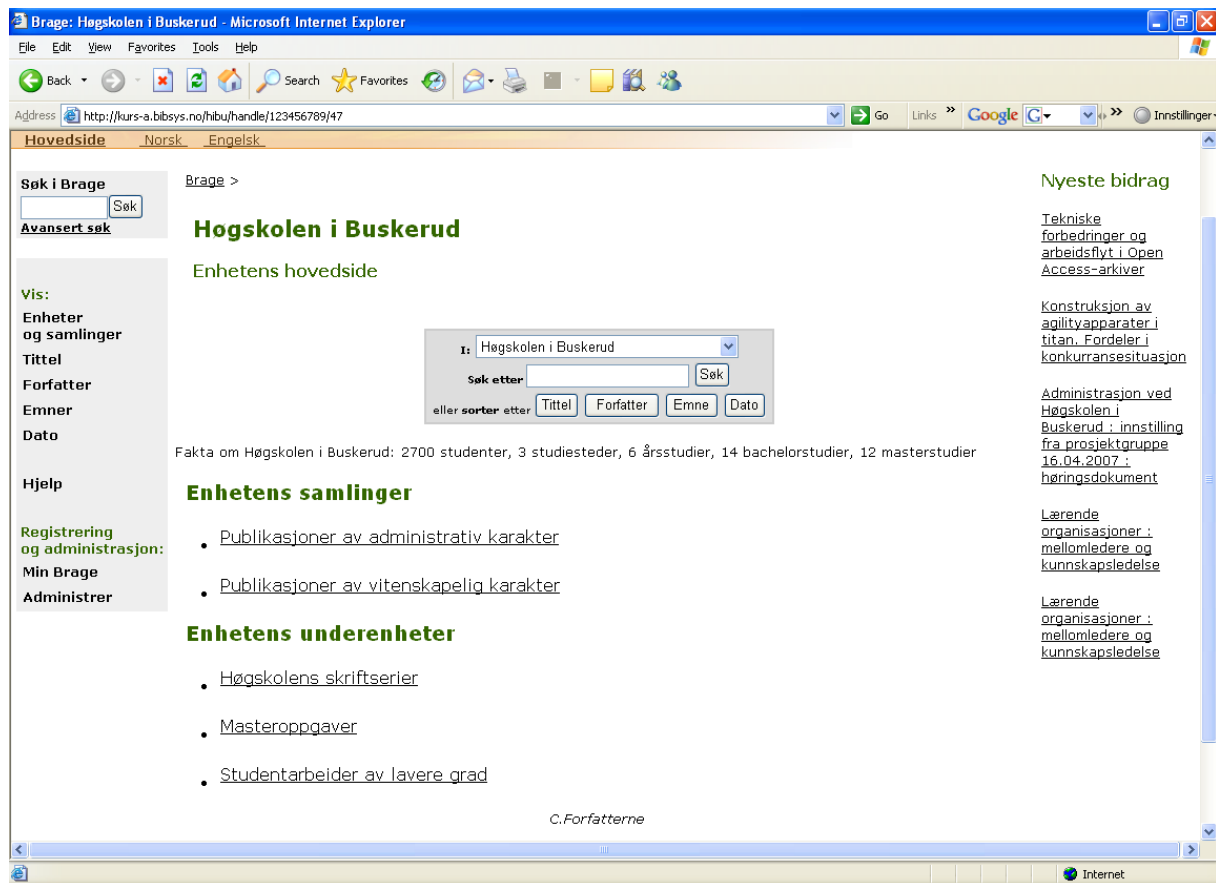 Brage: Høgskolen i Buskerud - Microsoft Internet Explorer
File Edit View Favorites Tools Help
Back Search Favorites
Address http://kurs-a.bibsys.no/hibu/handle/123456789/47 Go Links » Google G » Innstillinger
Hovedside Norsk Engelsk
Søk i Brage
Søk
Avansert søk
Vis:
Enheter
og samlinger
Tittel
Forfatter
Emner
Dato
Hjelp
Registrering
og administrasjon:
Min Brage
Administrer
Brage >
Høgskolen i Buskerud
Enhetens hovedside
I: Høgskolen i Buskerud
Søk etter Søk
eller sorter etter Tittel Forfatter Emne Dato
Fakta om Høgskolen i Buskerud: 2700 studenter, 3 studiesteder, 6 årsstudier, 14 bachelorstudier, 12 masterstudier
Enhetens samlinger
• Publikasjoner av administrativ karakter
• Publikasjoner av vitenskapelig karakter
Enhetens underenheter
• Høgskolens skriftserier
• Masteroppgaver
• Studentarbeider av lavere grad
C.Forfatterne
Nyeste bidrag
Tekniske
forbedringer og
arbeidsflyt i Open
Access-arkiver
Konstruksjon av
agilityapparater i
titan. Fordeler i
konkurransesituasjon
Administrasjon ved
Høgskolen i
Buskerud : innstilling
fra prosjektgruppe
16.04.2007 :
høringsdokument
Lærende
organisasjoner :
mellomledere og
kunnskapsledelse
Lærende
organisasjoner :
mellomledere og
kunnskapsledelse
Internet